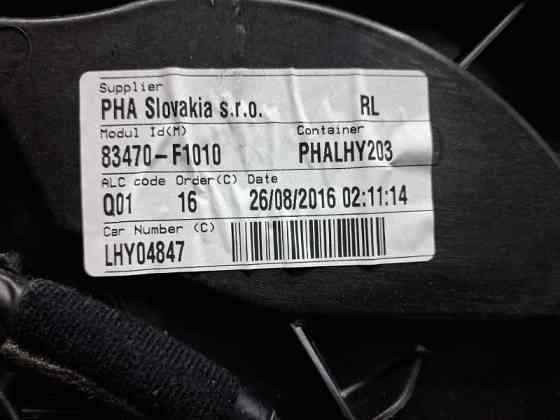 Supplier
PHA Slovakia s.r.o. RL
Modul Id(M) Container
83470-F1010 PHALHY203
ALC code Order(C) Date
Q01 16 26/08/2016 02:11:14
Car Number (C)
LHY04847